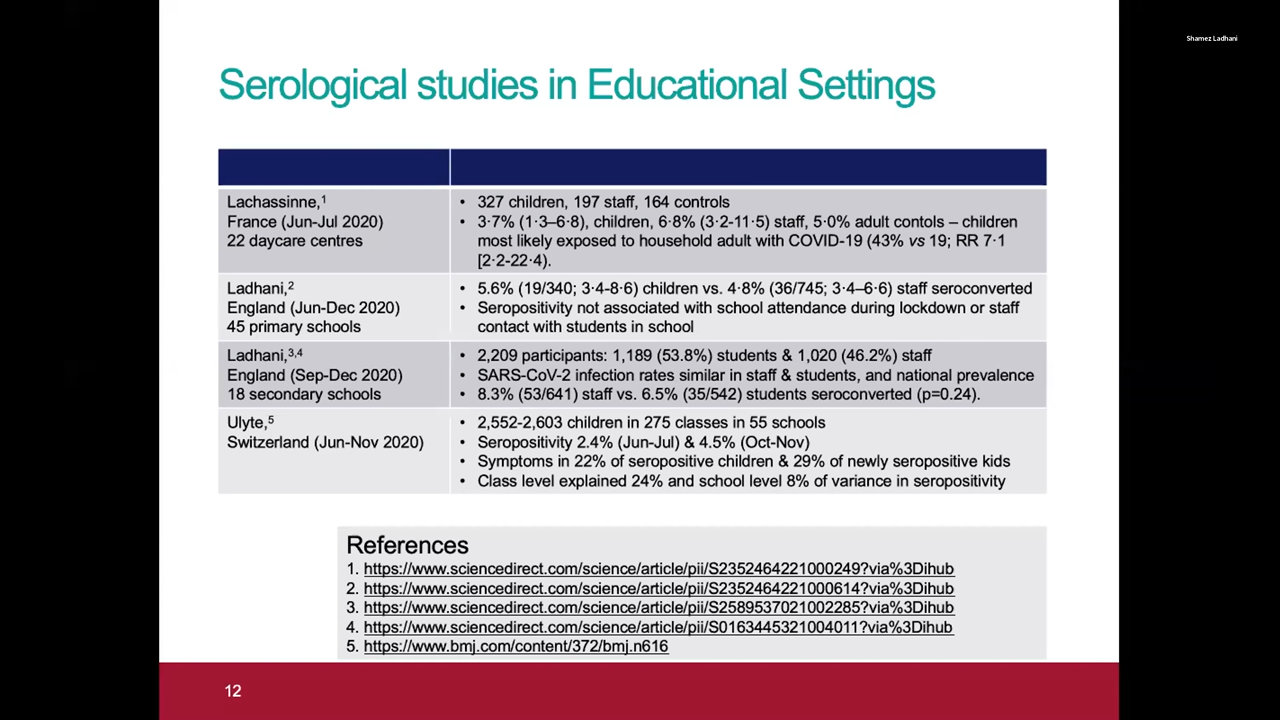 Shamez Ladhani
Serological studies in Educational Settings
Lachassinne,1
France (Jun-Jul 2020)
22 daycare centres
• 327 children, 197 staff, 164 controls
• 3·7% (1·3–6·8), children, 6·8% (3·2-11·5) staff, 5·0% adult contols – children
most likely exposed to household adult with COVID-19 (43% vs 19; RR 7·1
[2·2-22·4).
Ladhani,2
England (Jun-Dec 2020)
45 primary schools
• 5.6% (19/340; 3·4-8·6) children vs. 4·8% (36/745; 3·4–6·6) staff seroconverted
• Seropositivity not associated with school attendance during lockdown or staff
contact with students in school
Ladhani,3,4
England (Sep-Dec 2020)
18 secondary schools
• 2,209 participants: 1,189 (53.8%) students & 1,020 (46.2%) staff
• SARS-CoV-2 infection rates similar in staff & students, and national prevalence
• 8.3% (53/641) staff vs. 6.5% (35/542) students seroconverted (p=0.24).
Ulyte,5
Switzerland (Jun-Nov 2020)
• 2,552-2,603 children in 275 classes in 55 schools
• Seropositivity 2.4% (Jun-Jul) & 4.5% (Oct-Nov)
• Symptoms in 22% of seropositive children & 29% of newly seropositive kids
• Class level explained 24% and school level 8% of variance in seropositivity
References
1. https://www.sciencedirect.com/science/article/pii/S2352464221000249?via%3Dihub
2. https://www.sciencedirect.com/science/article/pii/S2352464221000614?via%3Dihub
3. https://www.sciencedirect.com/science/article/pii/S2589537021002285?via%3Dihub
4. https://www.sciencedirect.com/science/article/pii/S0163445321004011?via%3Dihub
5. https://www.bmj.com/content/372/bmj.n616
12